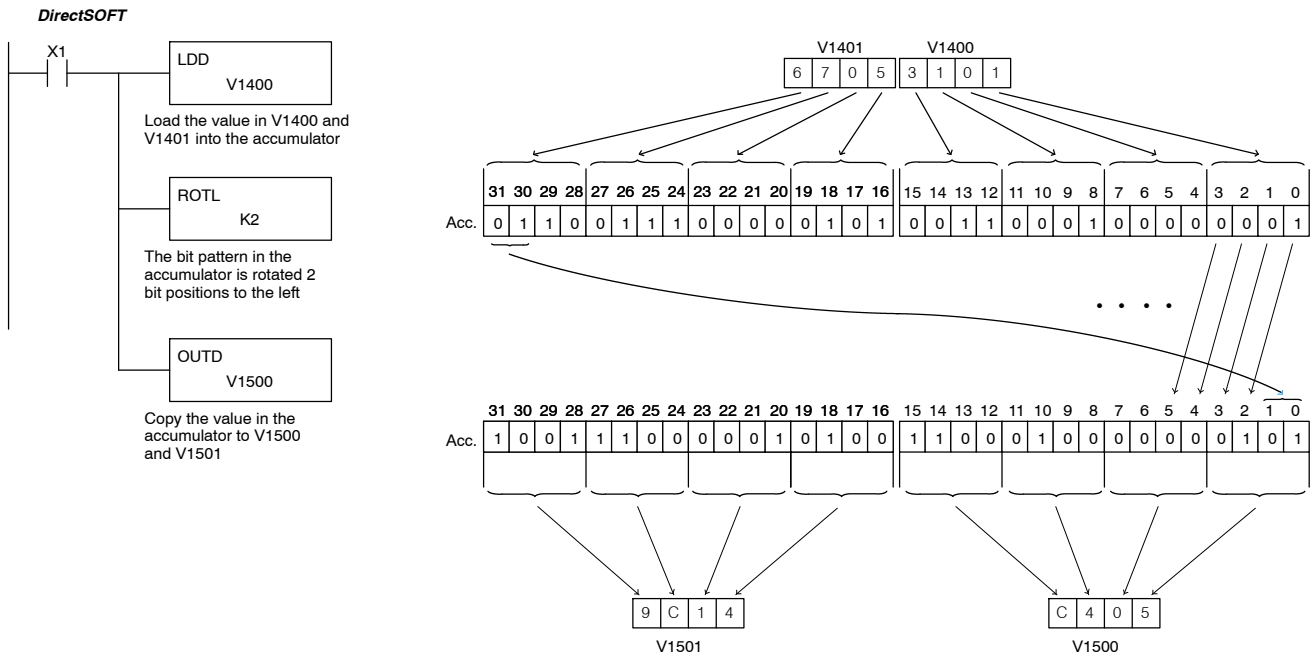 DirectSOFT
X1
LDD
V1400
Load the value in V1400 and
V1401 into the accumulator
ROTL
K2
The bit pattern in the
accumulator is rotated 2
bit positions to the left
OUTD
V1500
Copy the value in the
accumulator to V1500
and V1501
V1401 V1400
6 7 0 5 3 1 0 1
31 30 29 28 27 26 25 24 23 22 21 20 19 18 17 16 15 14 13 12 11 10 9 8 7 6 5 4 3 2 1 0
Acc. 0 1 1 0 0 1 1 1 0 0 0 0 0 1 0 1 0 0 1 1 0 0 0 1 0 0 0 0 0 0 0 1
31 30 29 28 27 26 25 24 23 22 21 20 19 18 17 16 15 14 13 12 11 10 9 8 7 6 5 4 3 2 1 0
Acc. 1 0 0 1 1 1 0 0 0 0 0 1 0 1 0 0 1 1 0 0 0 1 0 0 0 0 0 0 0 1 0 1
9 C 1 4 C 4 0 5
V1501 V1500